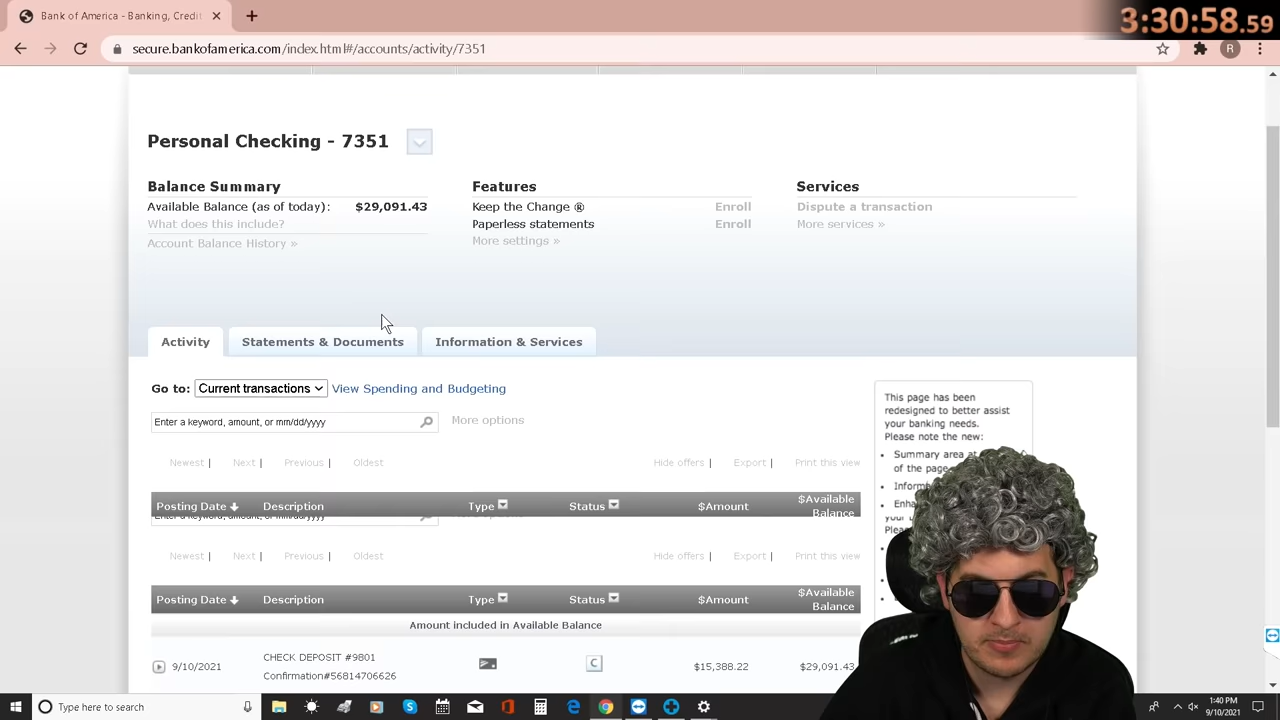 Bank of America - Banking, Credit
3:30:58.59
secure.bankofamerica.com/index.html#/accounts/activity/7351
R
Personal Checking - 7351
Balance Summary
Available Balance (as of today): $29,091.43
What does this include?
Account Balance History »
Features
Keep the Change ® Enroll
Paperless statements Enroll
More settings »
Services
Dispute a transaction
More services »
Activity
Statements & Documents
Information & Services
Go to: Current transactions View Spending and Budgeting
Enter a keyword, amount, or mm/dd/yyyy More options
Newest | Next | Previous | Oldest Hide offers | Export | Print this view
Posting Date Description Type Status $Amount $Available
Balance
Newest | Next | Previous | Oldest Hide offers | Export | Print this view
Posting Date Description Type Status $Amount $Available
Balance
Amount included in Available Balance
9/10/2021 CHECK DEPOSIT #9801
Confirmation#56814706626
C $15,388.22 $29,091.43
This page has been
redesigned to better assist
your banking needs.
Please note the new:
Summary area at
of the page
Type here to search
1:40 PM
9/10/2021